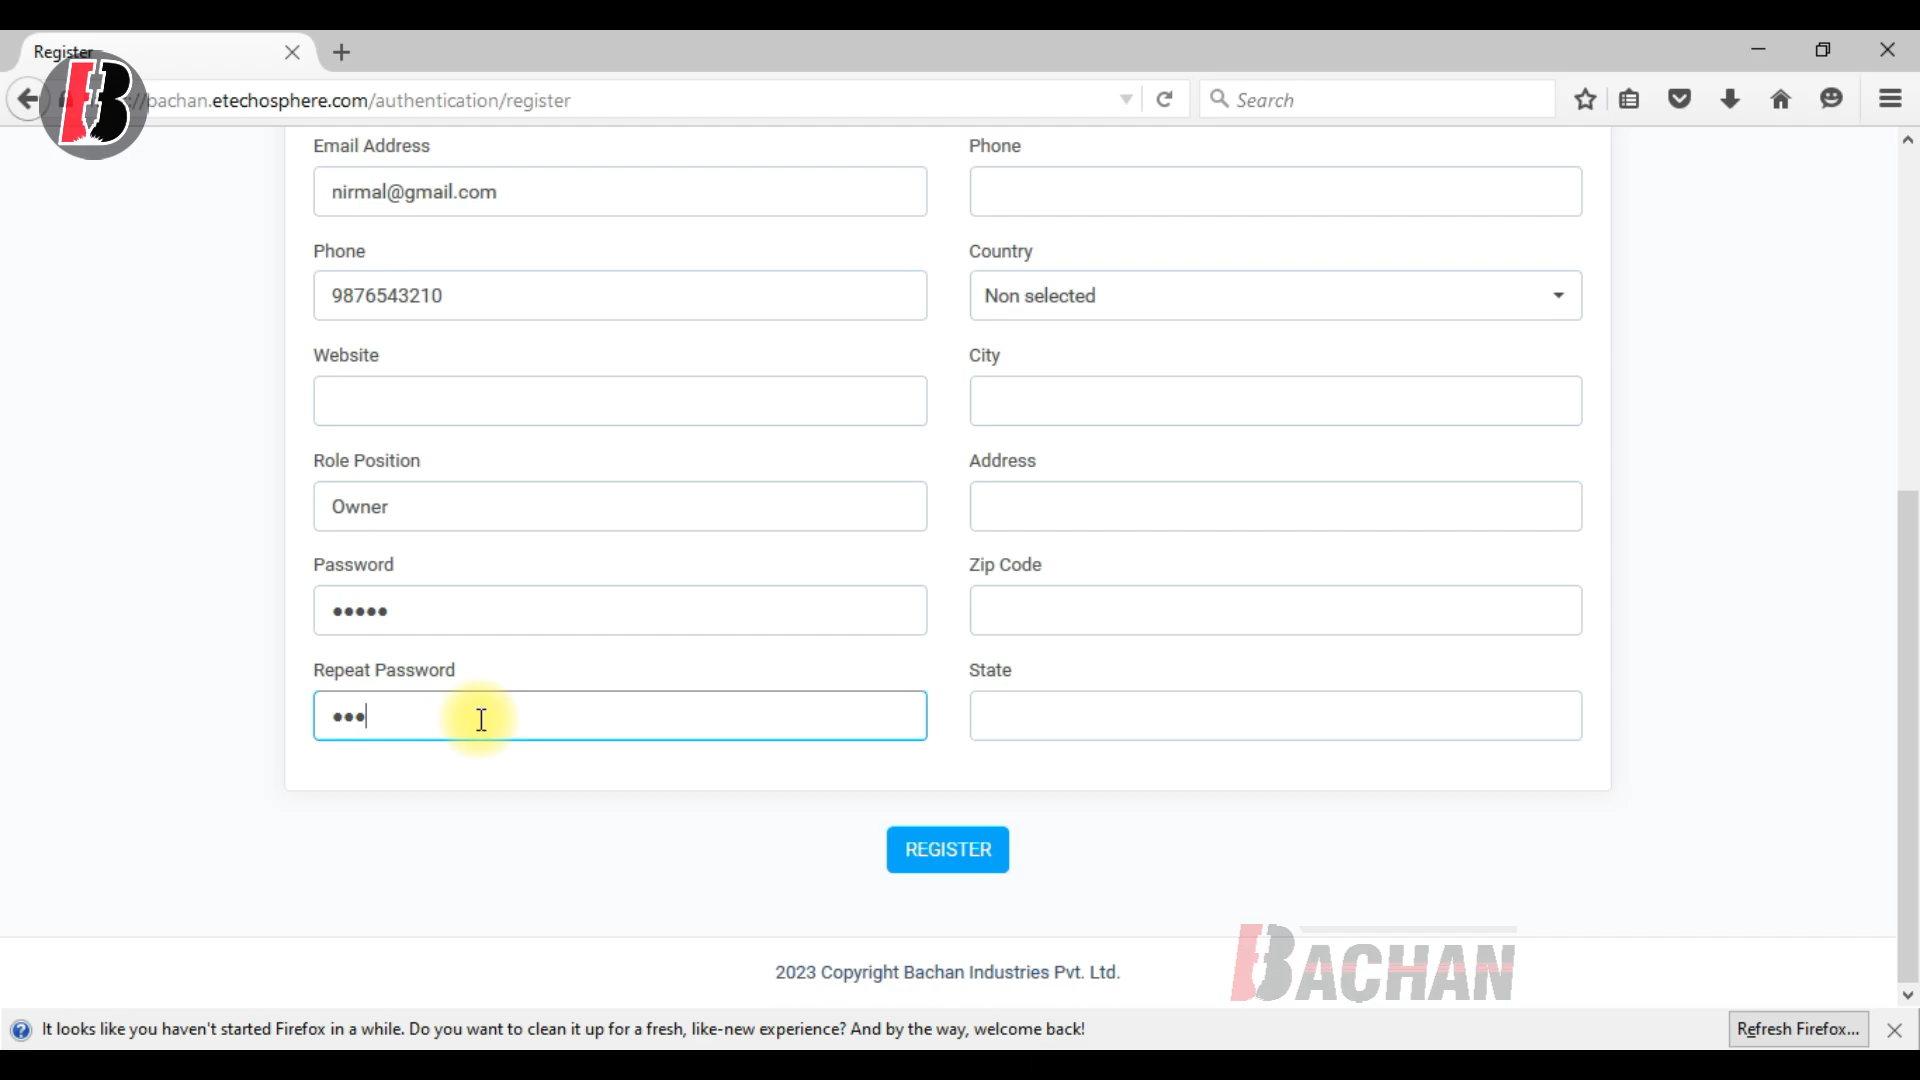 Register
://bachan.etechosphere.com/authentication/register
Search
Email Address
nirmal@gmail.com
Phone
9876543210
Website
Role Position
Owner
Password
•••••
Repeat Password
•••
Phone
Country
Non selected
City
Address
Zip Code
State
REGISTER
BACHAN
2023 Copyright Bachan Industries Pvt. Ltd.
It looks like you haven't started Firefox in a while. Do you want to clean it up for a fresh, like-new experience? And by the way, welcome back!
Refresh Firefox...